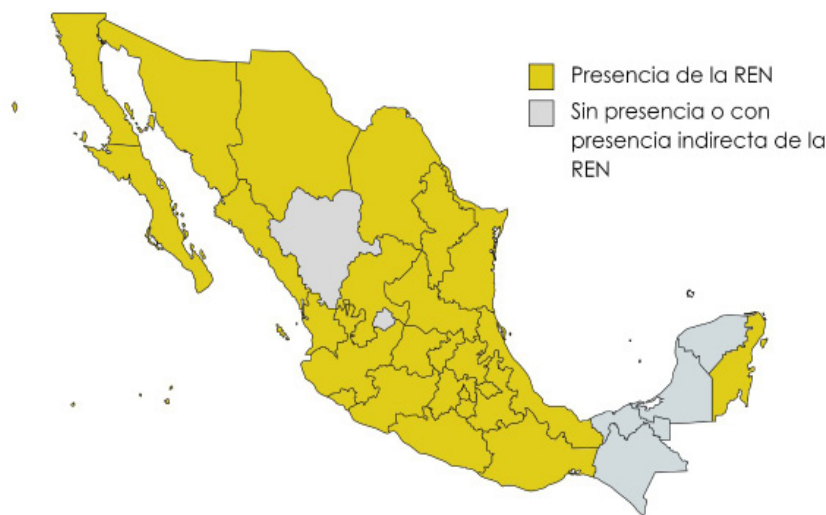 Presencia de la REN
Sin presencia o con
presencia indirecta de la
REN